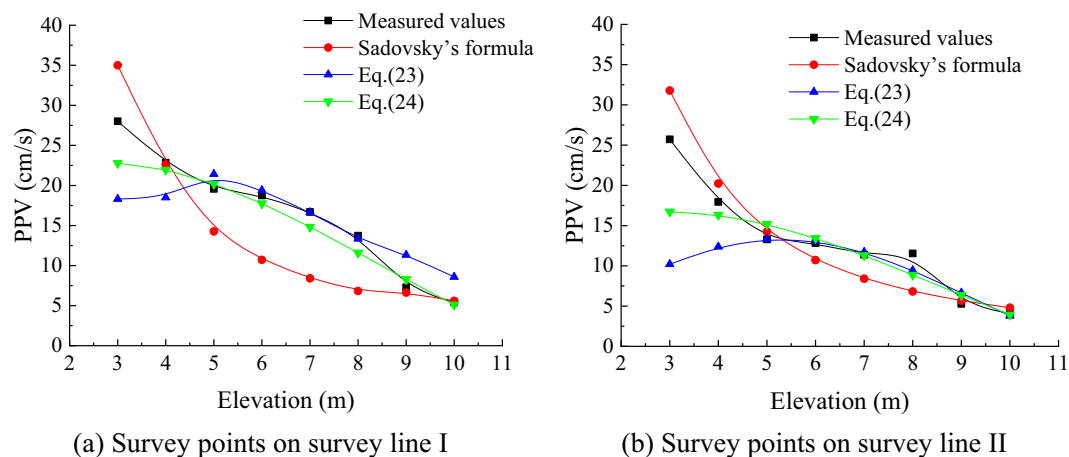 40
35
30
25
20
15
10
5
0
PPV (cm/s)
2 3 4 5 6 7 8 9 10 11
Elevation (m)
Measured values
Sadovsky's formula
Eq.(23)
Eq.(24)
(a) Survey points on survey line I
40
35
30
25
20
15
10
5
0
PPV (cm/s)
2 3 4 5 6 7 8 9 10 11
Elevation (m)
Measured values
Sadovsky's formula
Eq.(23)
Eq.(24)
(b) Survey points on survey line II